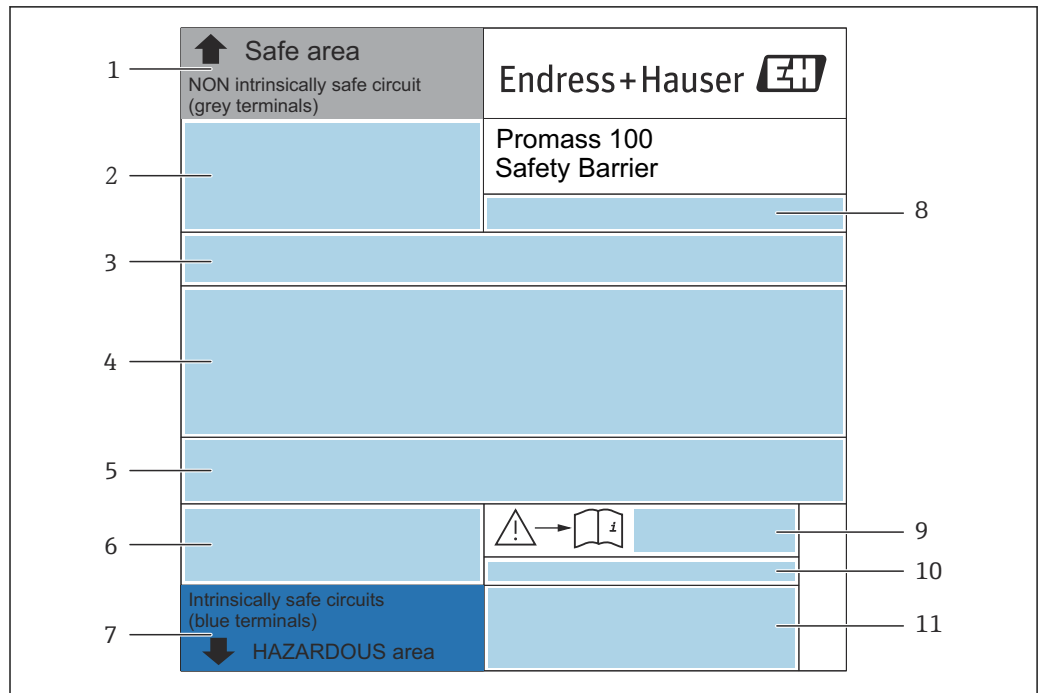 Safe area
NON intrinsically safe circuit
(grey terminals)
Endress+Hauser EH
Promass 100
Safety Barrier
1
2
3
4
5
6
7
8
9
10
11
i
Intrinsically safe circuits
(blue terminals)
HAZARDOUS area